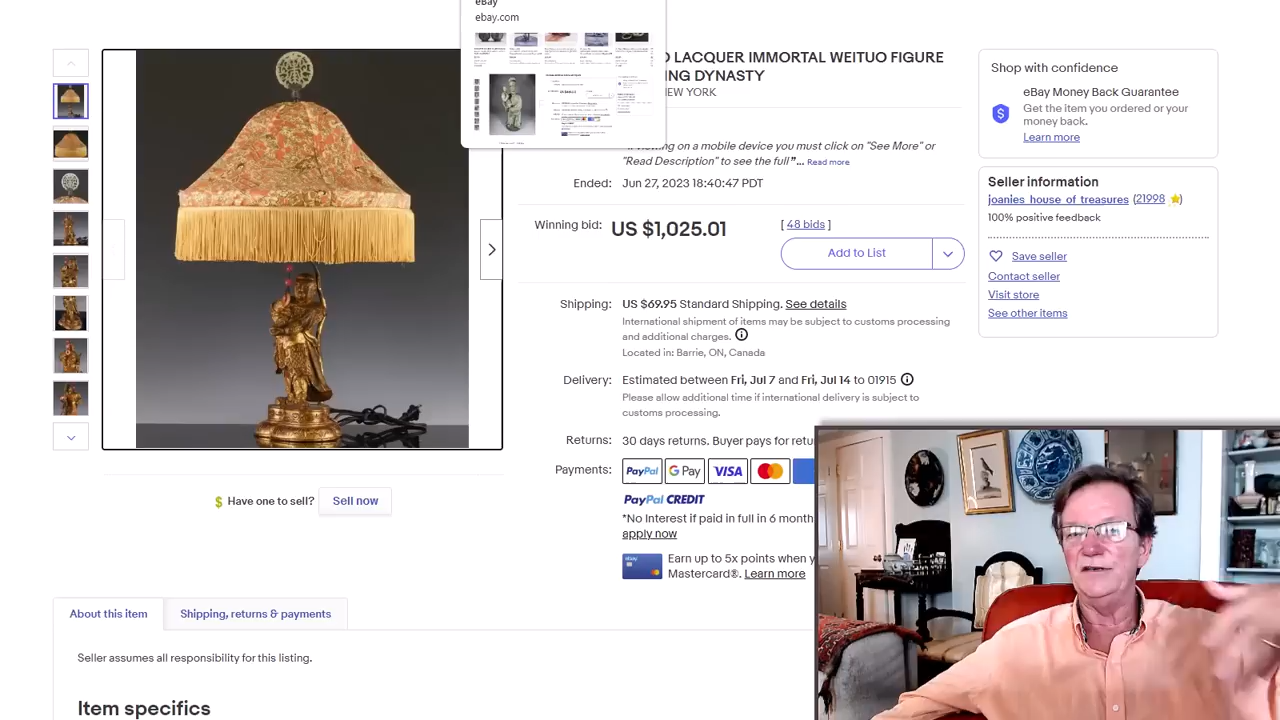 eBay
ebay.com
LACQUER IMMORTAL WEITUO FIGURE
DYNASTY
NEW YORK
Shop with confidence
eBay Money Back Guarantee
Get the item you ordered or your
money back.
Learn more
viewing on a mobile device you must click on "See More" or
"Read Description" to see the full❞... Read more
Ended: Jun 27, 2023 18:40:47 PDT
Winning bid: US $1,025.01 [ 48 bids ]
Add to List
Seller information
joanies_house_of_treasures (21998 ⭐)
100% positive feedback
Save seller
Contact seller
Visit store
See other items
Shipping: US $69.95 Standard Shipping. See details
International shipment of items may be subject to customs processing
and additional charges.
Located in: Barrie, ON, Canada
Delivery: Estimated between Fri, Jul 7 and Fri, Jul 14 to 01915
Please allow additional time if international delivery is subject to
customs processing.
Returns: 30 days returns. Buyer pays for
Payments: PayPal G Pay VISA
PayPal CREDIT
*No Interest if paid in full in 6 month
apply now
ebay Earn up to 5x points when
Mastercard®. Learn more
$ Have one to sell? Sell now
About this item
Shipping, returns & payments
Seller assumes all responsibility for this listing.
Item specifics